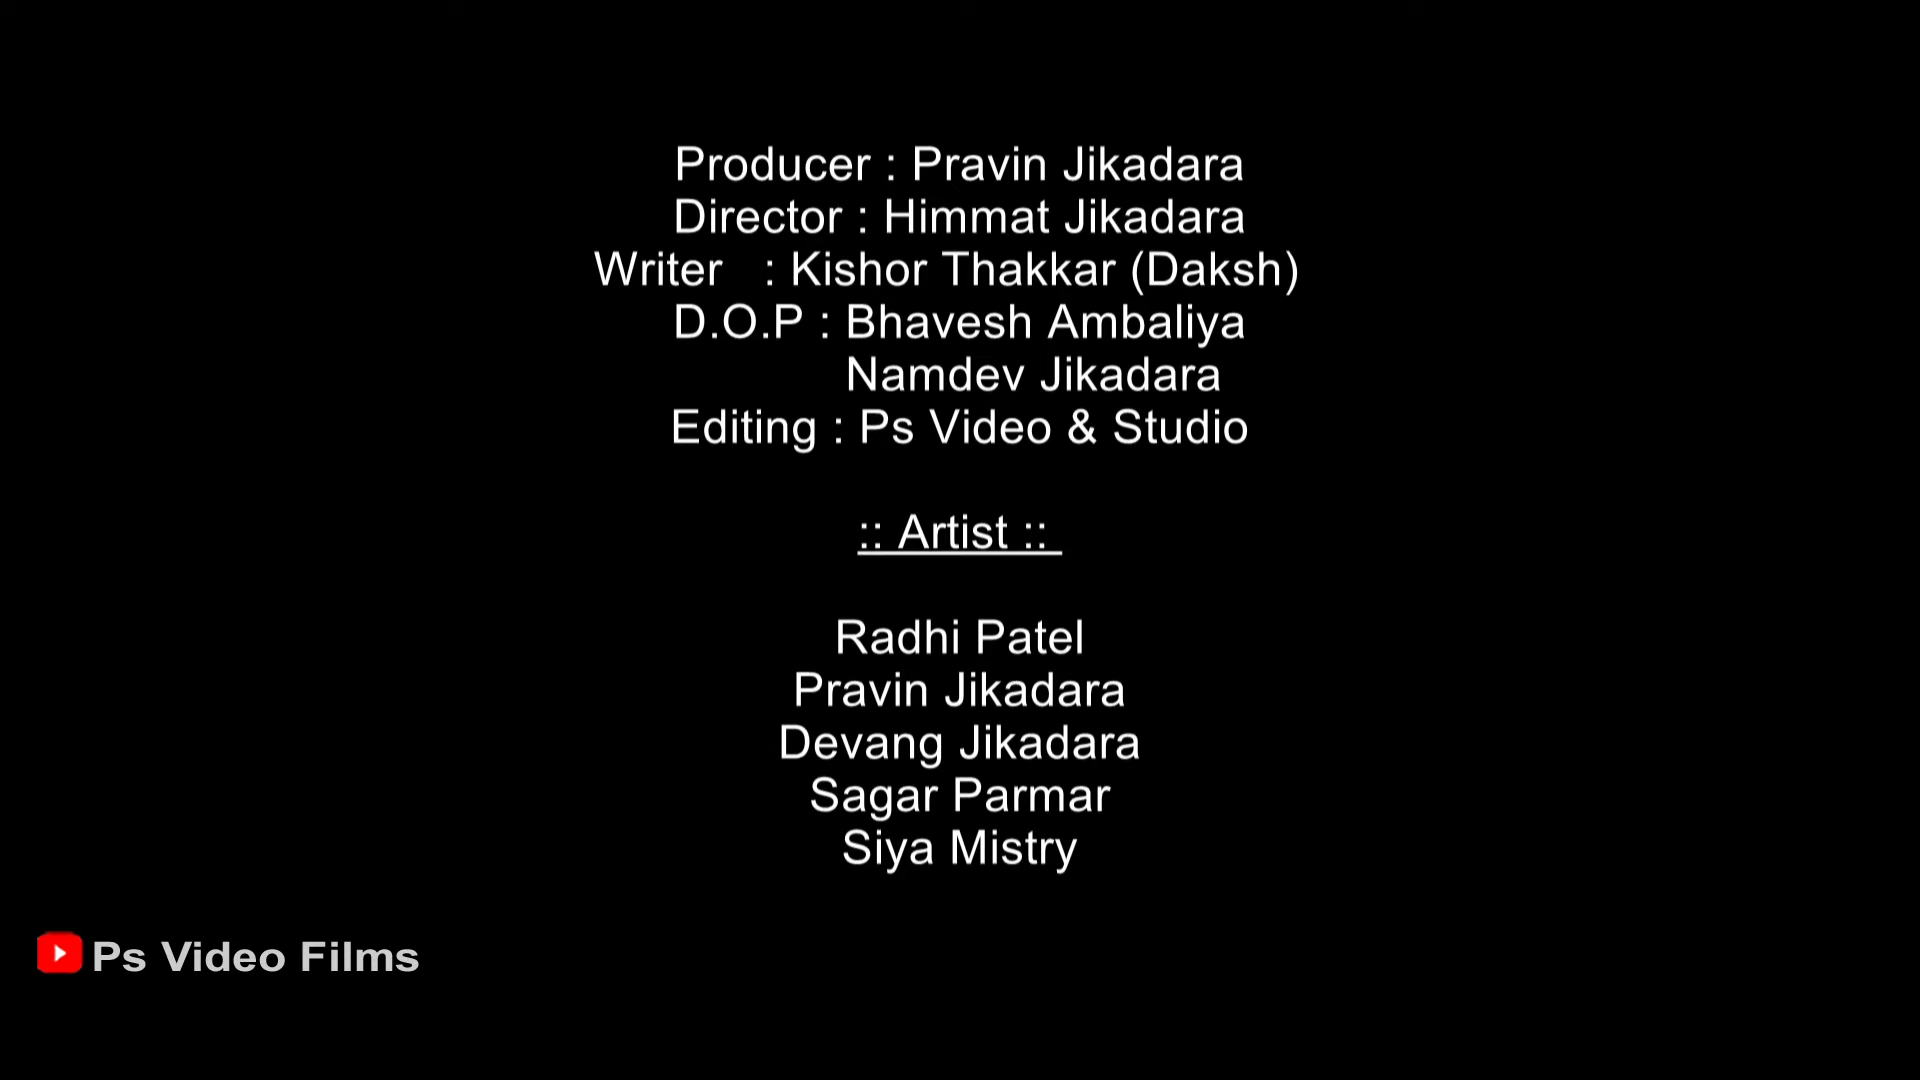 Producer : Pravin Jikadara
Director : Himmat Jikadara
Writer   : Kishor Thakkar (Daksh)
D.O.P : Bhavesh Ambaliya
Namdev Jikadara
Editing : Ps Video & Studio
:: Artist ::
Radhi Patel
Pravin Jikadara
Devang Jikadara
Sagar Parmar
Siya Mistry
Ps Video Films